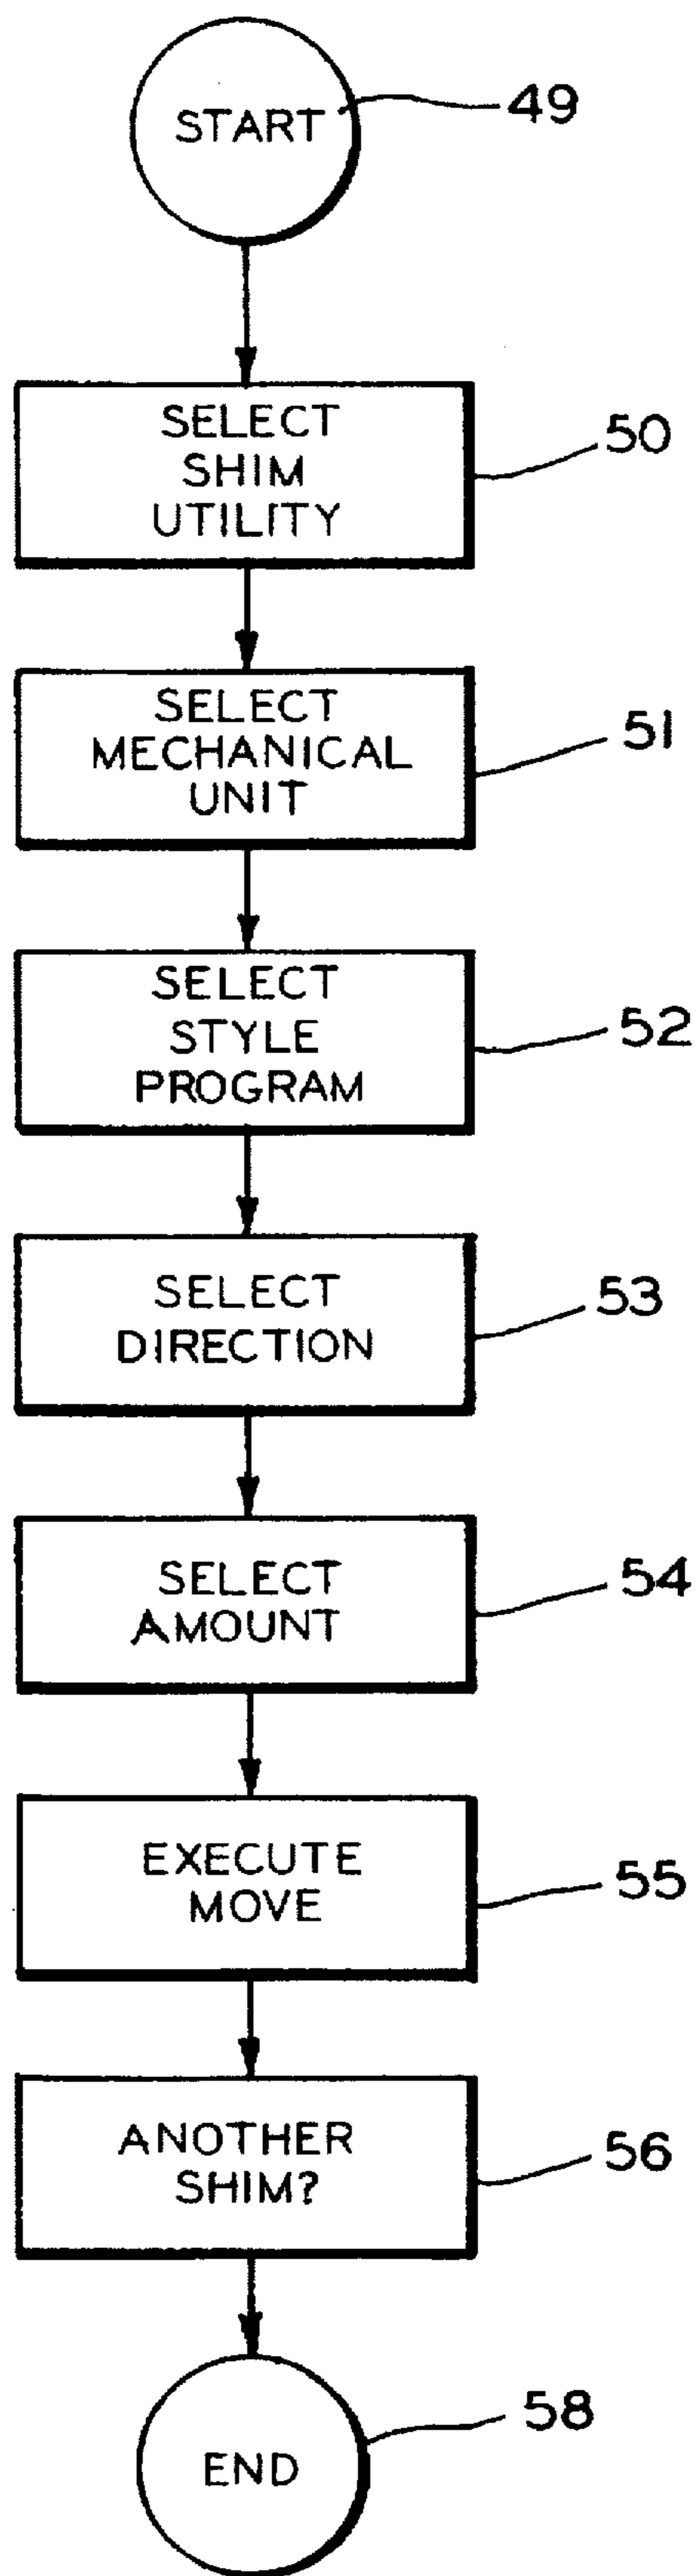 START
49
SELECT
SHIM
UTILITY
50
SELECT
MECHANICAL
UNIT
51
SELECT
STYLE
PROGRAM
52
SELECT
DIRECTION
53
SELECT
AMOUNT
54
EXECUTE
MOVE
55
ANOTHER
SHIM?
56
END
58